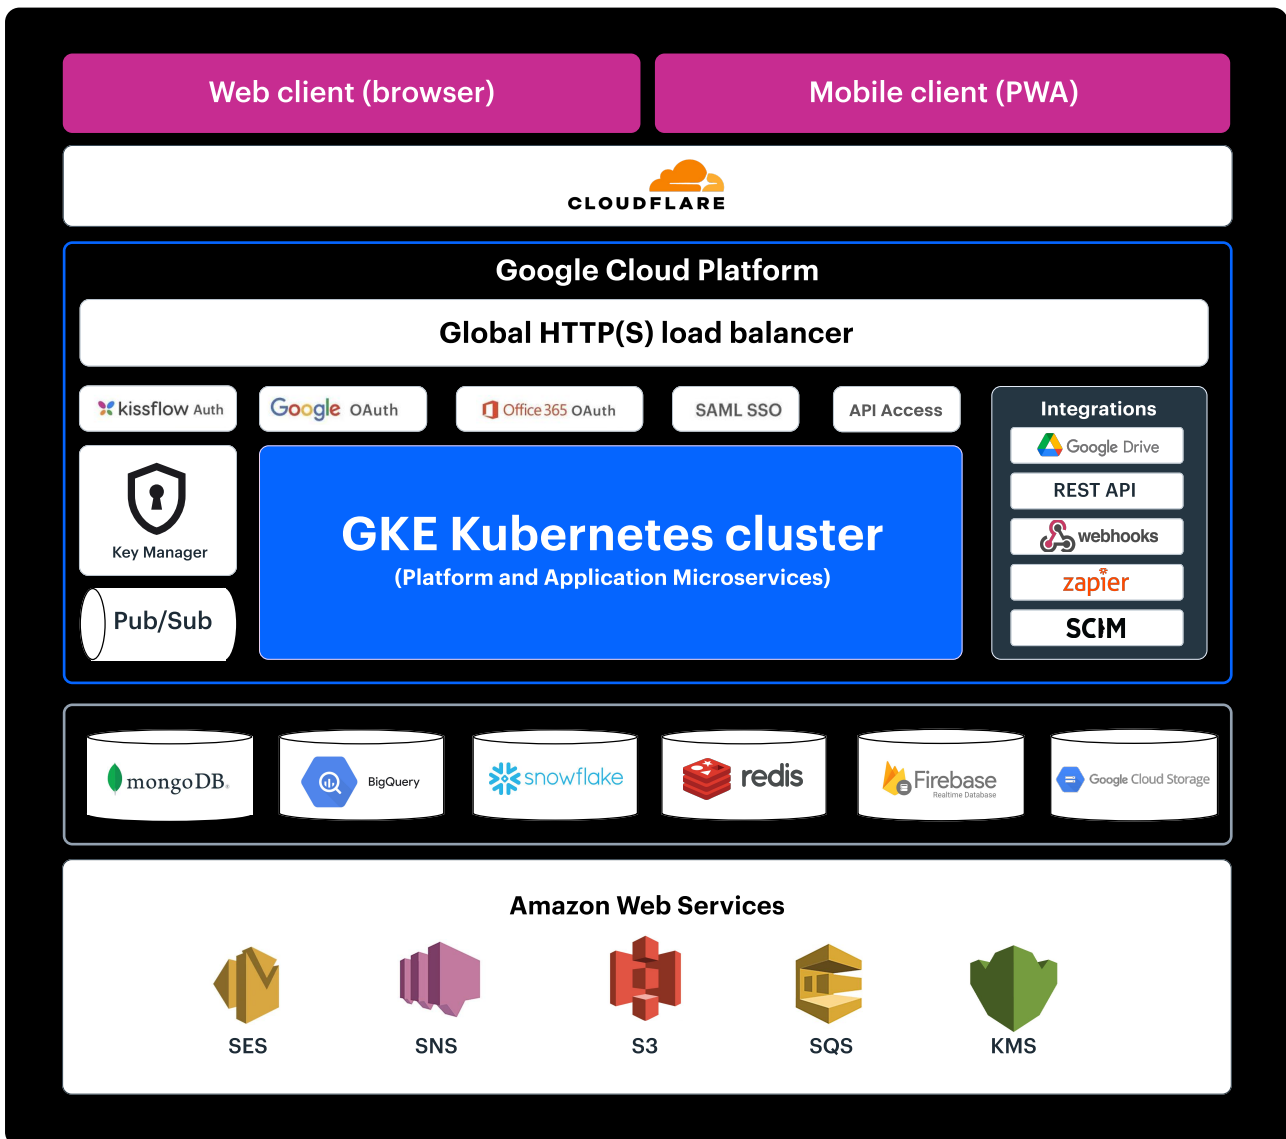 Web client (browser)
Mobile client (PWA)
CLOUDFLARE
Google Cloud Platform
Global HTTP(S) load balancer
kissflow Auth
Google OAuth
Office 365 OAuth
SAML SSO
API Access
Integrations
Google Drive
REST API
webhooks
zapier
SCIM
Key Manager
Pub/Sub
GKE Kubernetes cluster
(Platform and Application Microservices)
mongoDB®
BigQuery
snowflake
redis
Firebase
Realtime Database
Google Cloud Storage
Amazon Web Services
SES
SNS
S3
SQS
KMS